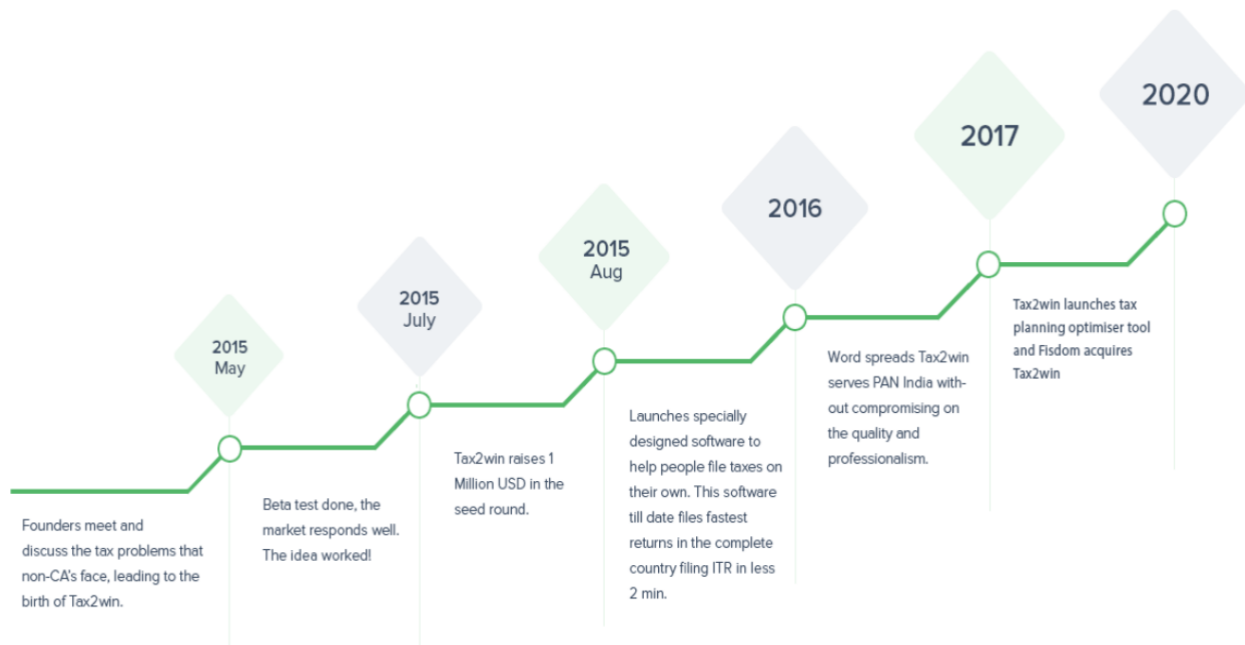 2015
May
Founders meet and
discuss the tax problems that
non-CA's face, leading to the
birth of Tax2win.
2015
July
Beta test done, the
market responds well.
The idea worked!
2015
Aug
Tax2win raises 1
Million USD in the
seed round.
2016
Launches specially
designed software to
help people file taxes on
their own. This software
till date files fastest
returns in the complete
country filing ITR in less
2 min.
2017
Word spreads Tax2win
serves PAN India with-
out compromising on
the quality and
professionalism.
2020
Tax2win launches tax
planning optimiser tool
and Fisdom acquires
Tax2win